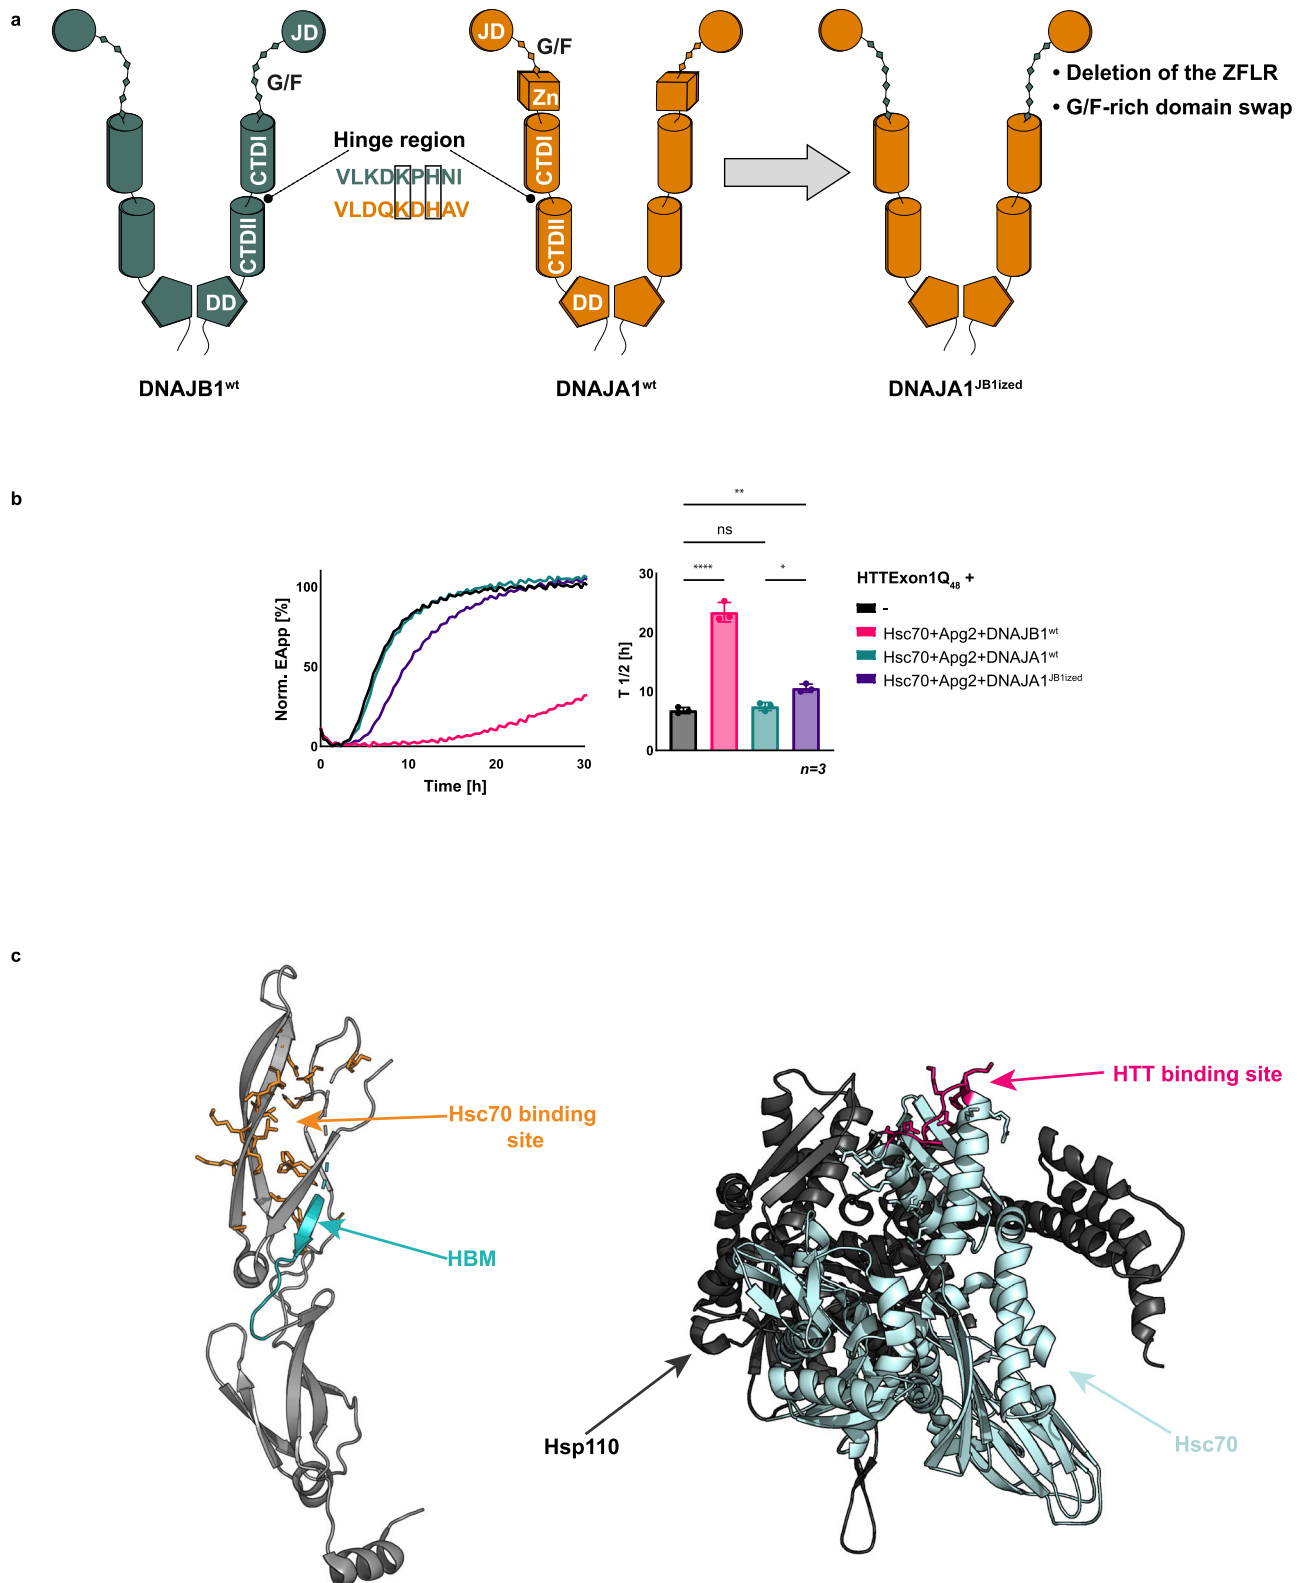 a
JD
JD
G/F
G/F
Zn
• Deletion of the ZFLR
• G/F-rich domain swap
Hinge region
CTDI
CTDI
VLKDKPHNI
VLDQKDHAV
CTDII
CTDII
DD
DD
DNAJB1wt
DNAJA1wt
DNAJA1JB1ized
b
**
ns
****
*
Norm. EApp [%]
100
50
0
0
10
20
30
Time [h]
T 1/2 [h]
30
20
10
0
n=3
HTTExon1Q48 +
-
Hsc70+Apg2+DNAJB1wt
Hsc70+Apg2+DNAJA1wt
Hsc70+Apg2+DNAJA1JB1ized
c
Hsc70 binding
site
HBM
HTT binding site
Hsp110
Hsc70